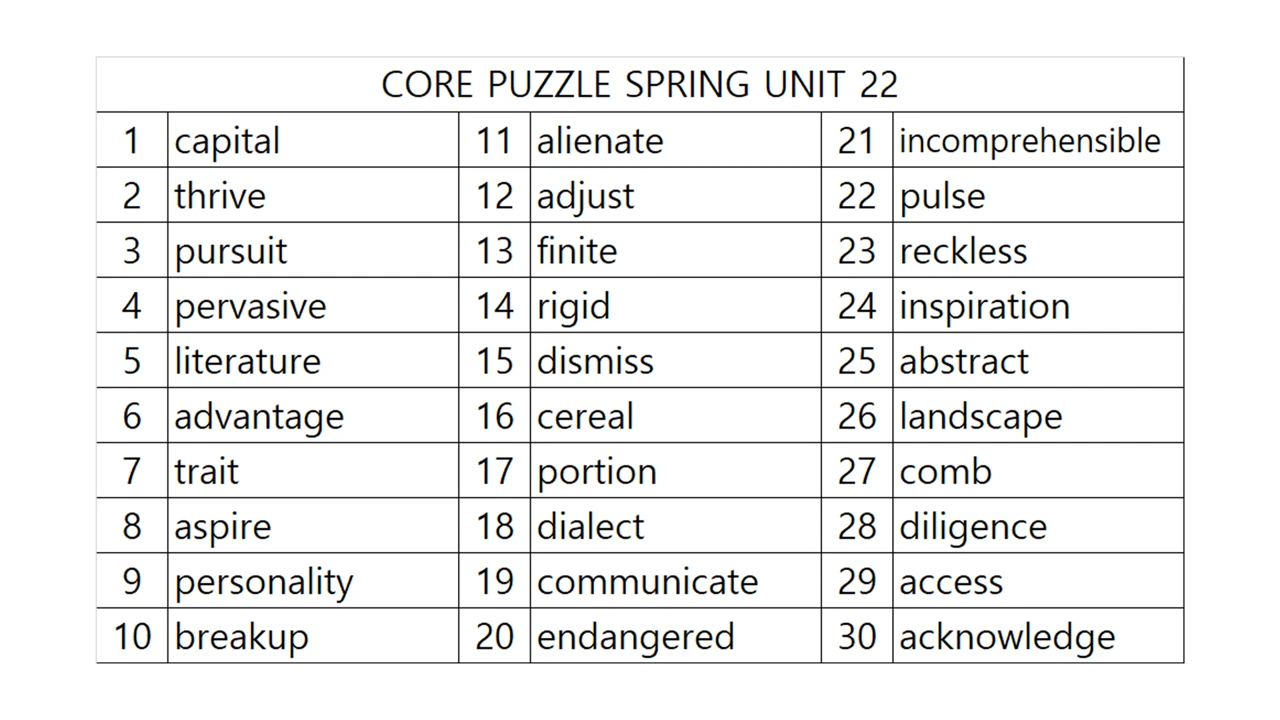 CORE PUZZLE SPRING UNIT 22
1 capital 11 alienate 21 incomprehensible
2 thrive 12 adjust 22 pulse
3 pursuit 13 finite 23 reckless
4 pervasive 14 rigid 24 inspiration
5 literature 15 dismiss 25 abstract
6 advantage 16 cereal 26 landscape
7 trait 17 portion 27 comb
8 aspire 18 dialect 28 diligence
9 personality 19 communicate 29 access
10 breakup 20 endangered 30 acknowledge